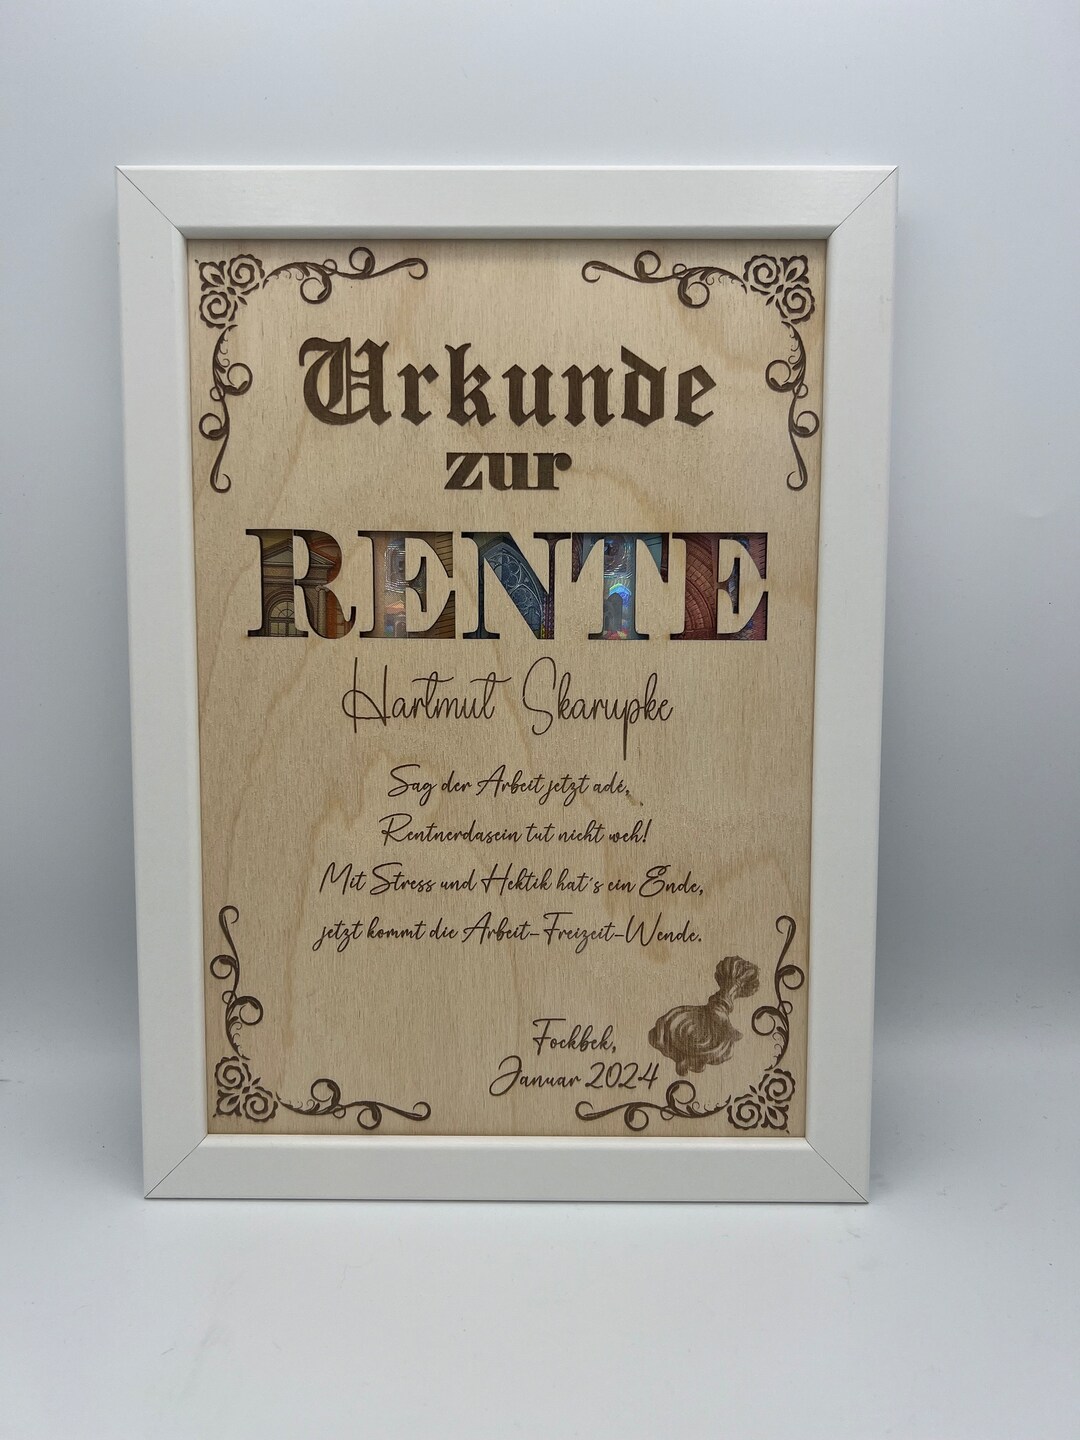 Urkunde
zur
RENTE
Hartmut Skarupke
Sag der Arbeit jetzt adé,
Rentnerdasein tut nicht weh!
Mit Stress und Hektik hat's ein Ende,
jetzt kommt die Arbeit-Freizeit-Wende.
Fockbek,
Januar 2024